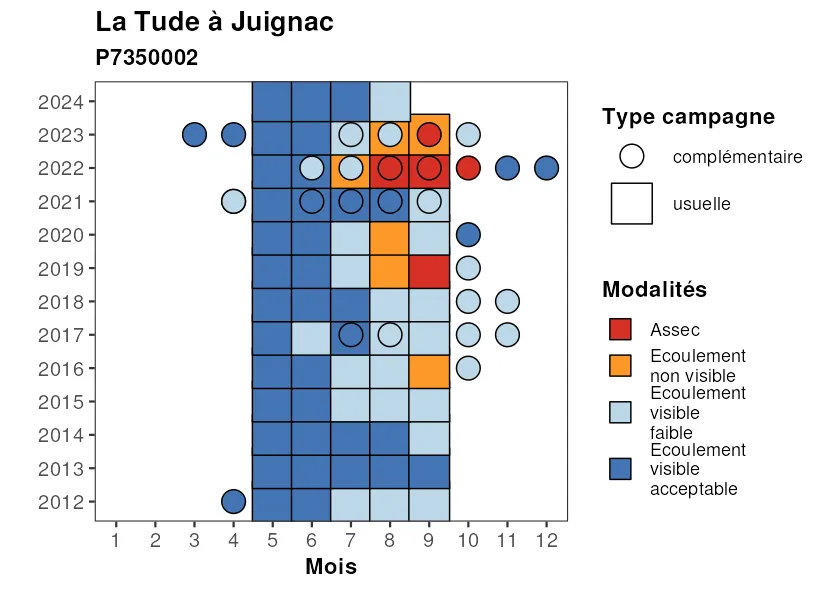 La Tude à Juignac
P7350002
2024
2023
2022
2021
2020
2019
2018
2017
2016
2015
2014
2013
2012
1 2 3 4 5 6 7 8 9 10 11 12
Mois
Type campagne
complémentaire
usuelle
Modalités
Assec
Ecoulement
non visible
Ecoulement
visible
faible
Ecoulement
visible
acceptable